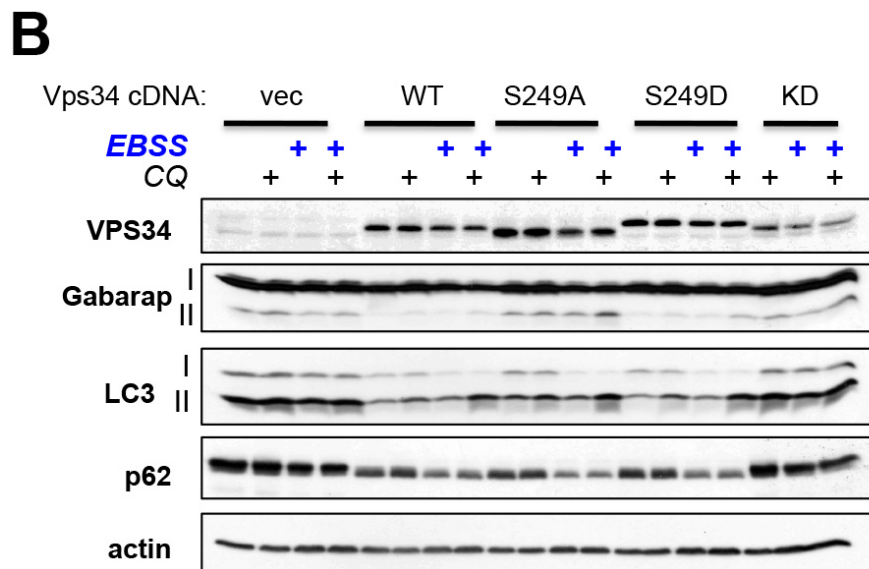 B
Vps34 cDNA: vec WT S249A S249D KD
EBSS + + + + + + + + + +
CQ + + + + + + + + + +
VPS34
Gabarap I
II
LC3 I
II
p62
actin